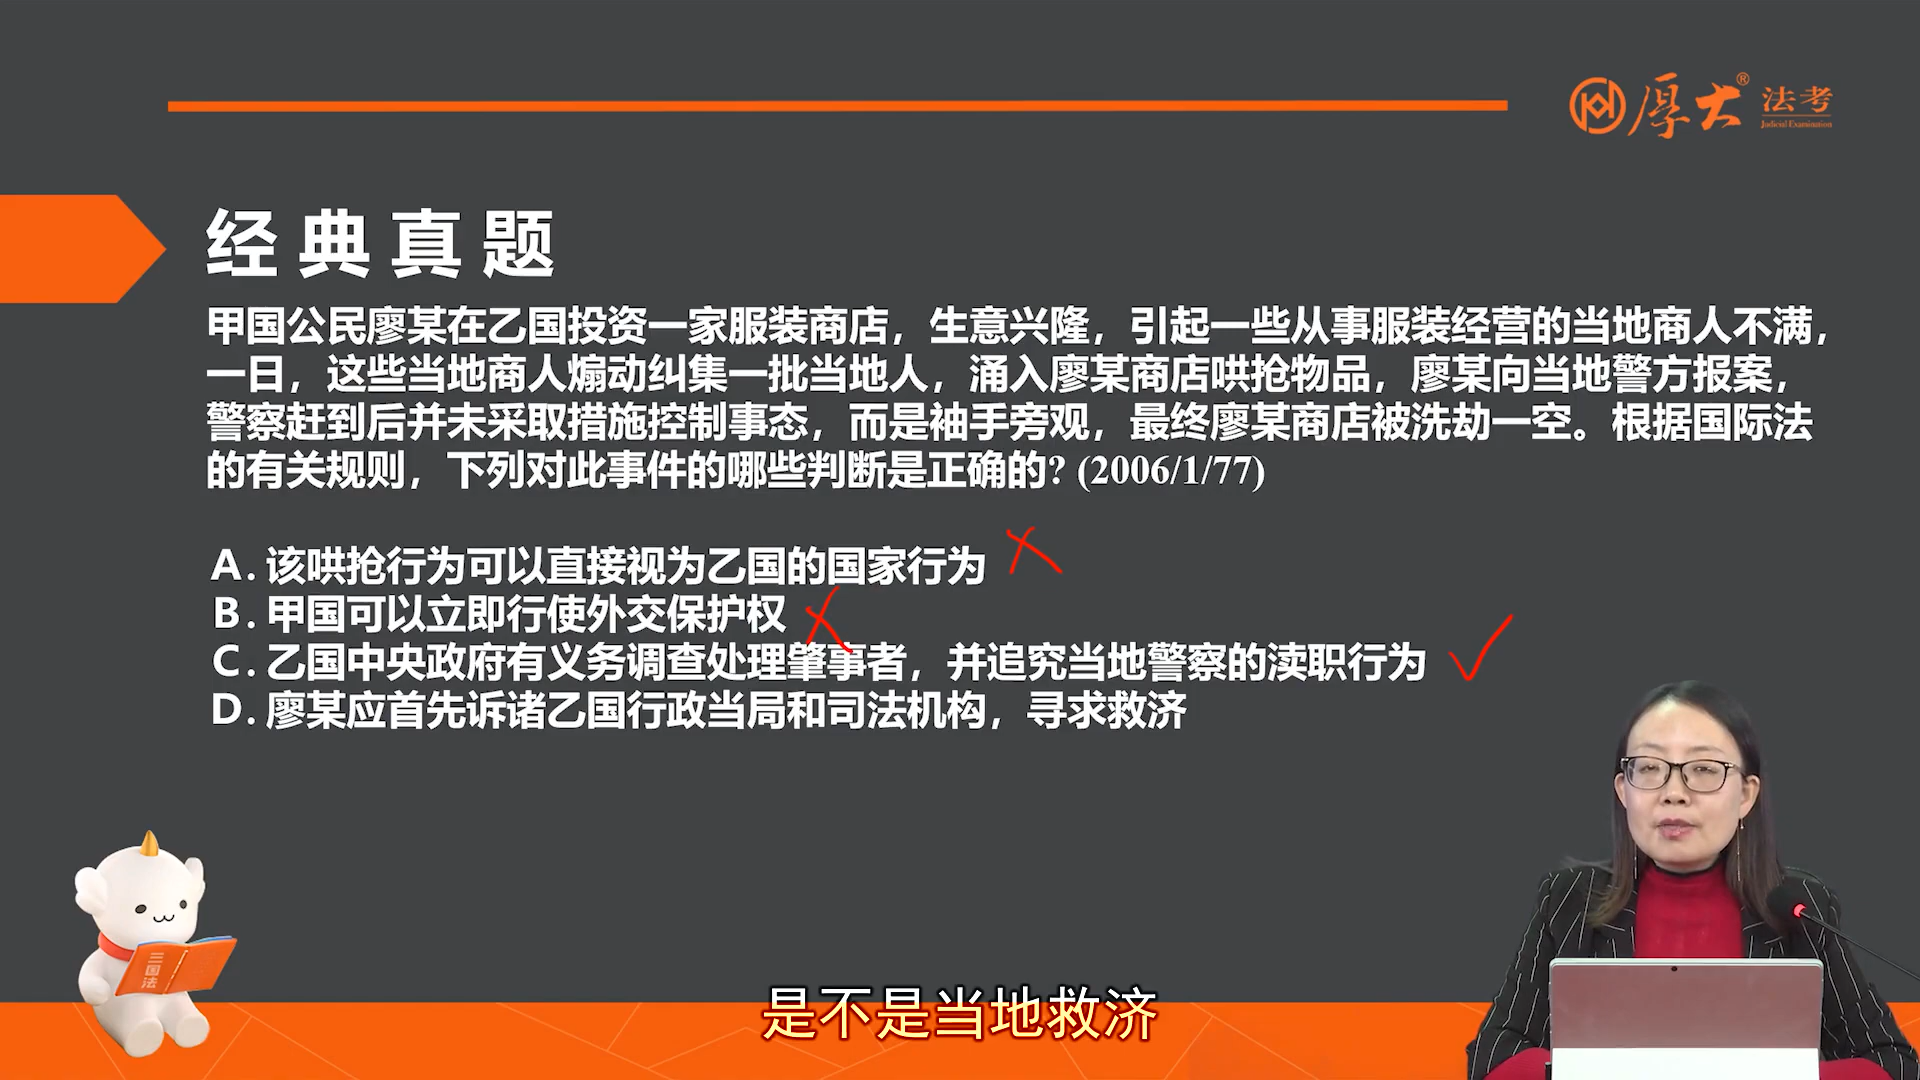 厚大® 法考
Judicial Examination
经典真题
甲国公民廖某在乙国投资一家服装商店，生意兴隆，引起一些从事服装经营的当地商人不满，
一日，这些当地商人煽动纠集一批当地人，涌入廖某商店哄抢物品，廖某向当地警方报案，
警察赶到后并未采取措施控制事态，而是袖手旁观，最终廖某商店被洗劫一空。根据国际法
的有关规则，下列对此事件的哪些判断是正确的? (2006/1/77)
A. 该哄抢行为可以直接视为乙国的国家行为
B. 甲国可以立即行使外交保护权
C. 乙国中央政府有义务调查处理肇事者，并追究当地警察的渎职行为
D. 廖某应首先诉诸乙国行政当局和司法机构，寻求救济
三国法
是不是当地救济